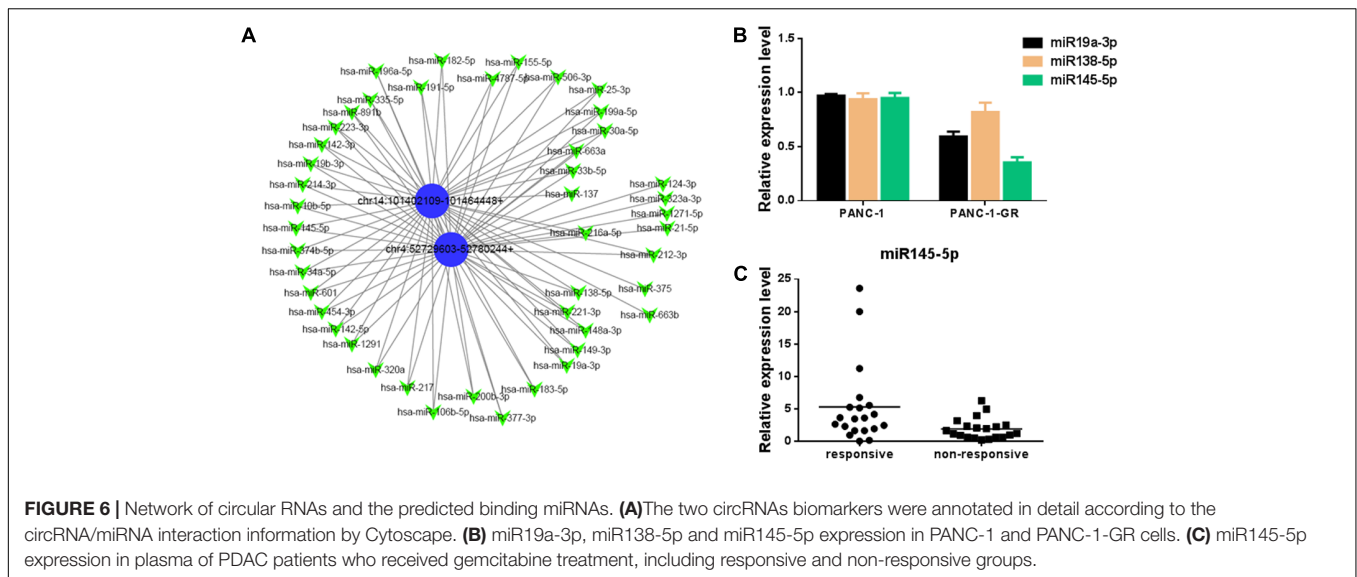 A
hsa-miR-182-5p
hsa-miR-155-5p
hsa-miR-196a-5p
hsa-miR-4787-5p
hsa-miR-506-3p
hsa-miR-191-5p
hsa-miR-25-3p
hsa-miR-335-5p
hsa-miR-891b
hsa-miR-199a-5p
hsa-miR-223-3p
hsa-miR-30a-5p
hsa-miR-142-3p
hsa-miR-663a
hsa-miR-19b-3p
hsa-miR-33b-5p
hsa-miR-214-3p
hsa-miR-137
hsa-miR-124-3p
hsa-miR-323a-3p
chr14:101402109-101464448+
hsa-miR-10b-5p
hsa-miR-1271-5p
hsa-miR-145-5p
hsa-miR-216a-5p
hsa-miR-21-5p
hsa-miR-374b-5p
chr4:52729603-52780244+
hsa-miR-212-3p
hsa-miR-34a-5p
hsa-miR-601
hsa-miR-138-5p
hsa-miR-375
hsa-miR-454-3p
hsa-miR-221-3p
hsa-miR-663b
hsa-miR-142-5p
hsa-miR-148a-3p
hsa-miR-1291
hsa-miR-149-3p
hsa-miR-320a
hsa-miR-19a-3p
hsa-miR-217
hsa-miR-183-5p
hsa-miR-200b-3p
hsa-miR-106b-5p
hsa-miR-377-3p
B
Relative expression level
1.5
1.0
0.5
0.0
miR19a-3p
miR138-5p
miR145-5p
PANC-1
PANC-1-GR
C
miR145-5p
Relative expression level
25
20
15
10
5
0
responsive
non-responsive
FIGURE 6 | Network of circular RNAs and the predicted binding miRNAs. (A)The two circRNAs biomarkers were annotated in detail according to the
circRNA/miRNA interaction information by Cytoscape. (B) miR19a-3p, miR138-5p and miR145-5p expression in PANC-1 and PANC-1-GR cells. (C) miR145-5p
expression in plasma of PDAC patients who received gemcitabine treatment, including responsive and non-responsive groups.